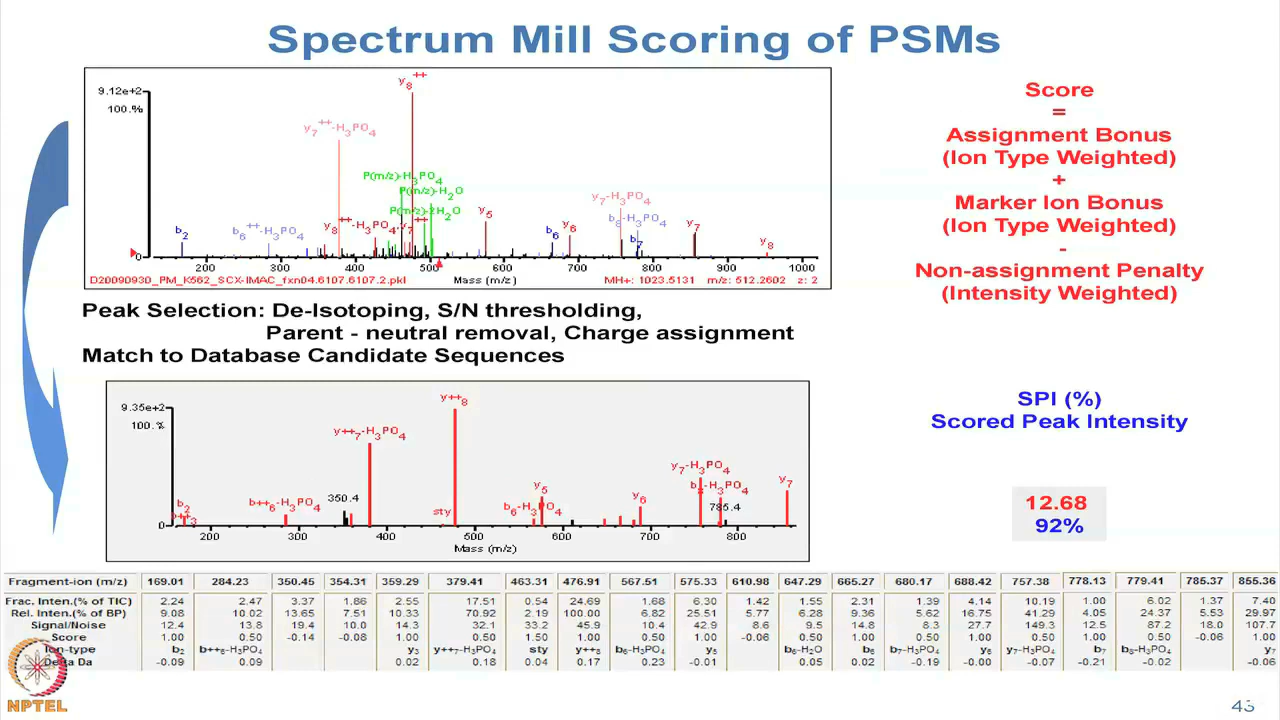 Spectrum Mill Scoring of PSMs
9.12e+2
100.%
0
y8++
y7++-H3PO4
P(m/z)-H3PO4
P(m/z)-H2O
P(m/z)-2H2O
b2
b6++-H3PO4
y8++-H3PO4
y7++
y5
b6
y6
y7-H3PO4
b8-H3PO4
b7
y7
y8
200 300 400 500 600 700 800 900 1000
D20090930_PM_K562_SCX-IMAC_fxn04.6107.6107.2.pkl Mass (m/z) MH+: 1023.5131 m/z: 512.2602 z: 2
Score
=
Assignment Bonus
(Ion Type Weighted)
+
Marker Ion Bonus
(Ion Type Weighted)
-
Non-assignment Penalty
(Intensity Weighted)
Peak Selection: De-Isotoping, S/N thresholding,
Parent - neutral removal, Charge assignment
Match to Database Candidate Sequences
9.35e+2
100.%
0
y++8
y++7-H3PO4
b2
b++6-H3PO4
350.4
sty
y5
b6-H3PO4
y6
y7-H3PO4
b8-H3PO4
785.4
y7
200 300 400 500 600 700 800
Mass (m/z)
SPI (%)
Scored Peak Intensity
12.68
92%
Fragment-ion (m/z) 169.01 284.23 350.45 354.31 359.29 379.41 463.31 476.91 567.51 575.33 610.98 647.29 665.27 680.17 688.42 757.38 778.13 779.41 785.37 855.36
Frac. Inten.(% of TIC) 2.24 2.47 3.37 1.86 2.55 17.51 0.54 24.69 1.68 6.30 1.42 1.55 2.31 1.39 4.14 10.19 1.00 6.02 1.37 7.40
Rel. Inten.(% of BP) 9.08 10.02 13.65 7.51 10.33 70.92 2.19 100.00 6.82 25.51 5.77 6.28 9.36 5.62 16.75 41.29 4.05 24.37 5.53 29.97
Signal/Noise 12.4 13.8 19.4 10.0 14.3 32.1 33.2 45.9 10.4 42.9 8.6 9.5 14.8 8.3 27.7 149.3 12.5 87.2 18.0 107.7
Score 1.00 0.50 -0.14 -0.08 1.00 0.50 1.50 1.00 0.50 1.00 -0.06 0.50 1.00 0.50 1.00 0.50 1.00 0.50 -0.06 1.00
Ion-type b2 b++6-H3PO4 y3 y++7-H3PO4 sty y++8 b6-H3PO4 y5 b6-H2O b6 b7-H3PO4 y6 y7-H3PO4 b7 b8-H3PO4 y7
Delta Da -0.09 0.09 0.02 0.18 0.04 0.17 0.23 -0.01 0.05 0.02 -0.19 -0.00 -0.07 -0.21 -0.02 -0.06
NPTEL
43